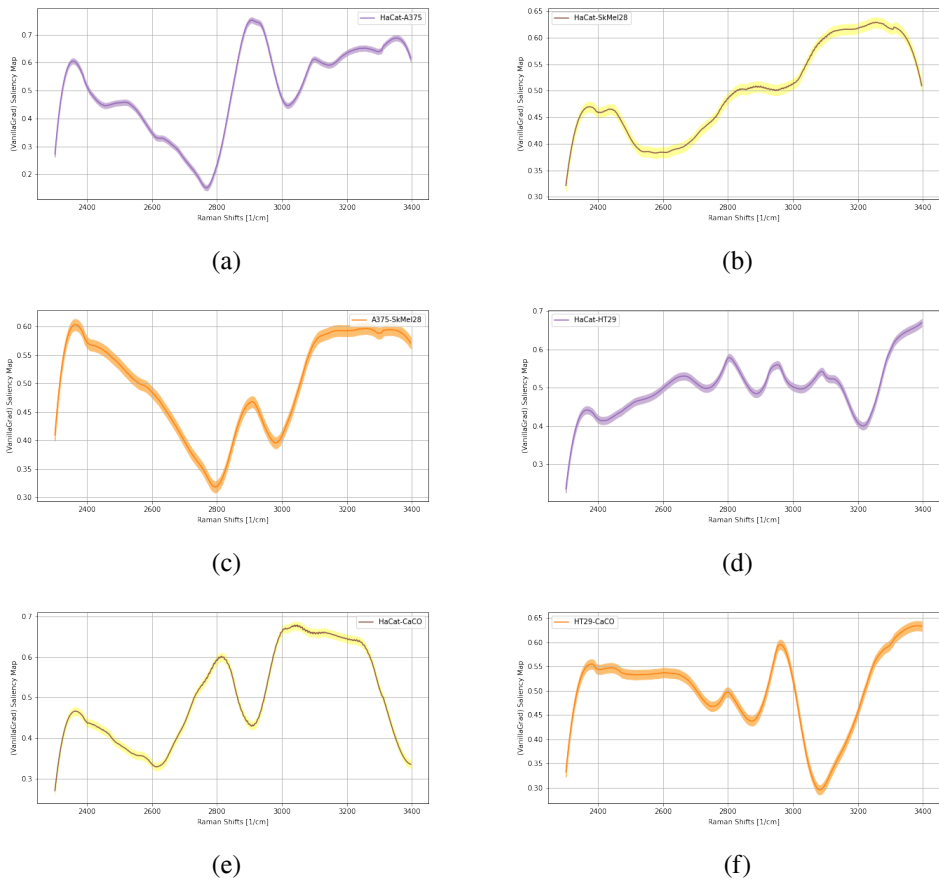 HaCat-A375
(VanillaGrad) Saliency Map
0.7
0.6
0.5
0.4
0.3
0.2
2400 2600 2800 3000 3200 3400
Raman Shifts [1/cm]
(a)
HaCat-SkMel28
(VanillaGrad) Saliency Map
0.65
0.60
0.55
0.50
0.45
0.40
0.35
0.30
2400 2600 2800 3000 3200 3400
Raman Shifts [1/cm]
(b)
A375-SkMel28
(VanillaGrad) Saliency Map
0.60
0.55
0.50
0.45
0.40
0.35
0.30
2400 2600 2800 3000 3200 3400
Raman Shifts [1/cm]
(c)
HaCat-HT29
(VanillaGrad) Saliency Map
0.7
0.6
0.5
0.4
0.3
2400 2600 2800 3000 3200 3400
Raman Shifts [1/cm]
(d)
HaCat-CaCO
(VanillaGrad) Saliency Map
0.7
0.6
0.5
0.4
0.3
2400 2600 2800 3000 3200 3400
Raman Shifts [1/cm]
(e)
HT29-CaCO
(VanillaGrad) Saliency Map
0.65
0.60
0.55
0.50
0.45
0.40
0.35
0.30
2400 2600 2800 3000 3200 3400
Raman Shifts [1/cm]
(f)